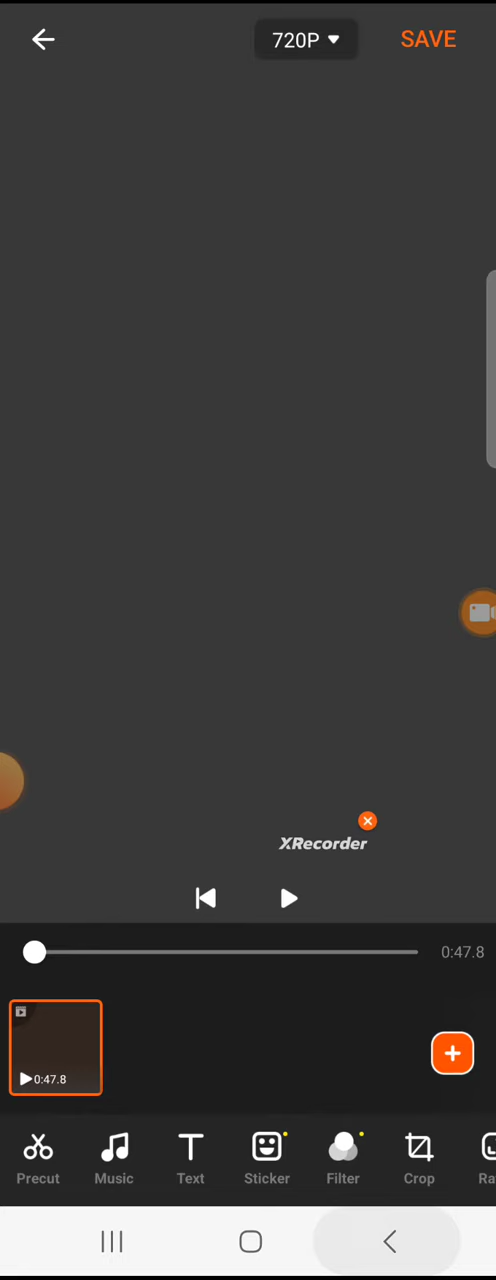 720P
SAVE
XRecorder
0:47.8
0:47.8
Precut
Music
Text
Sticker
Filter
Crop